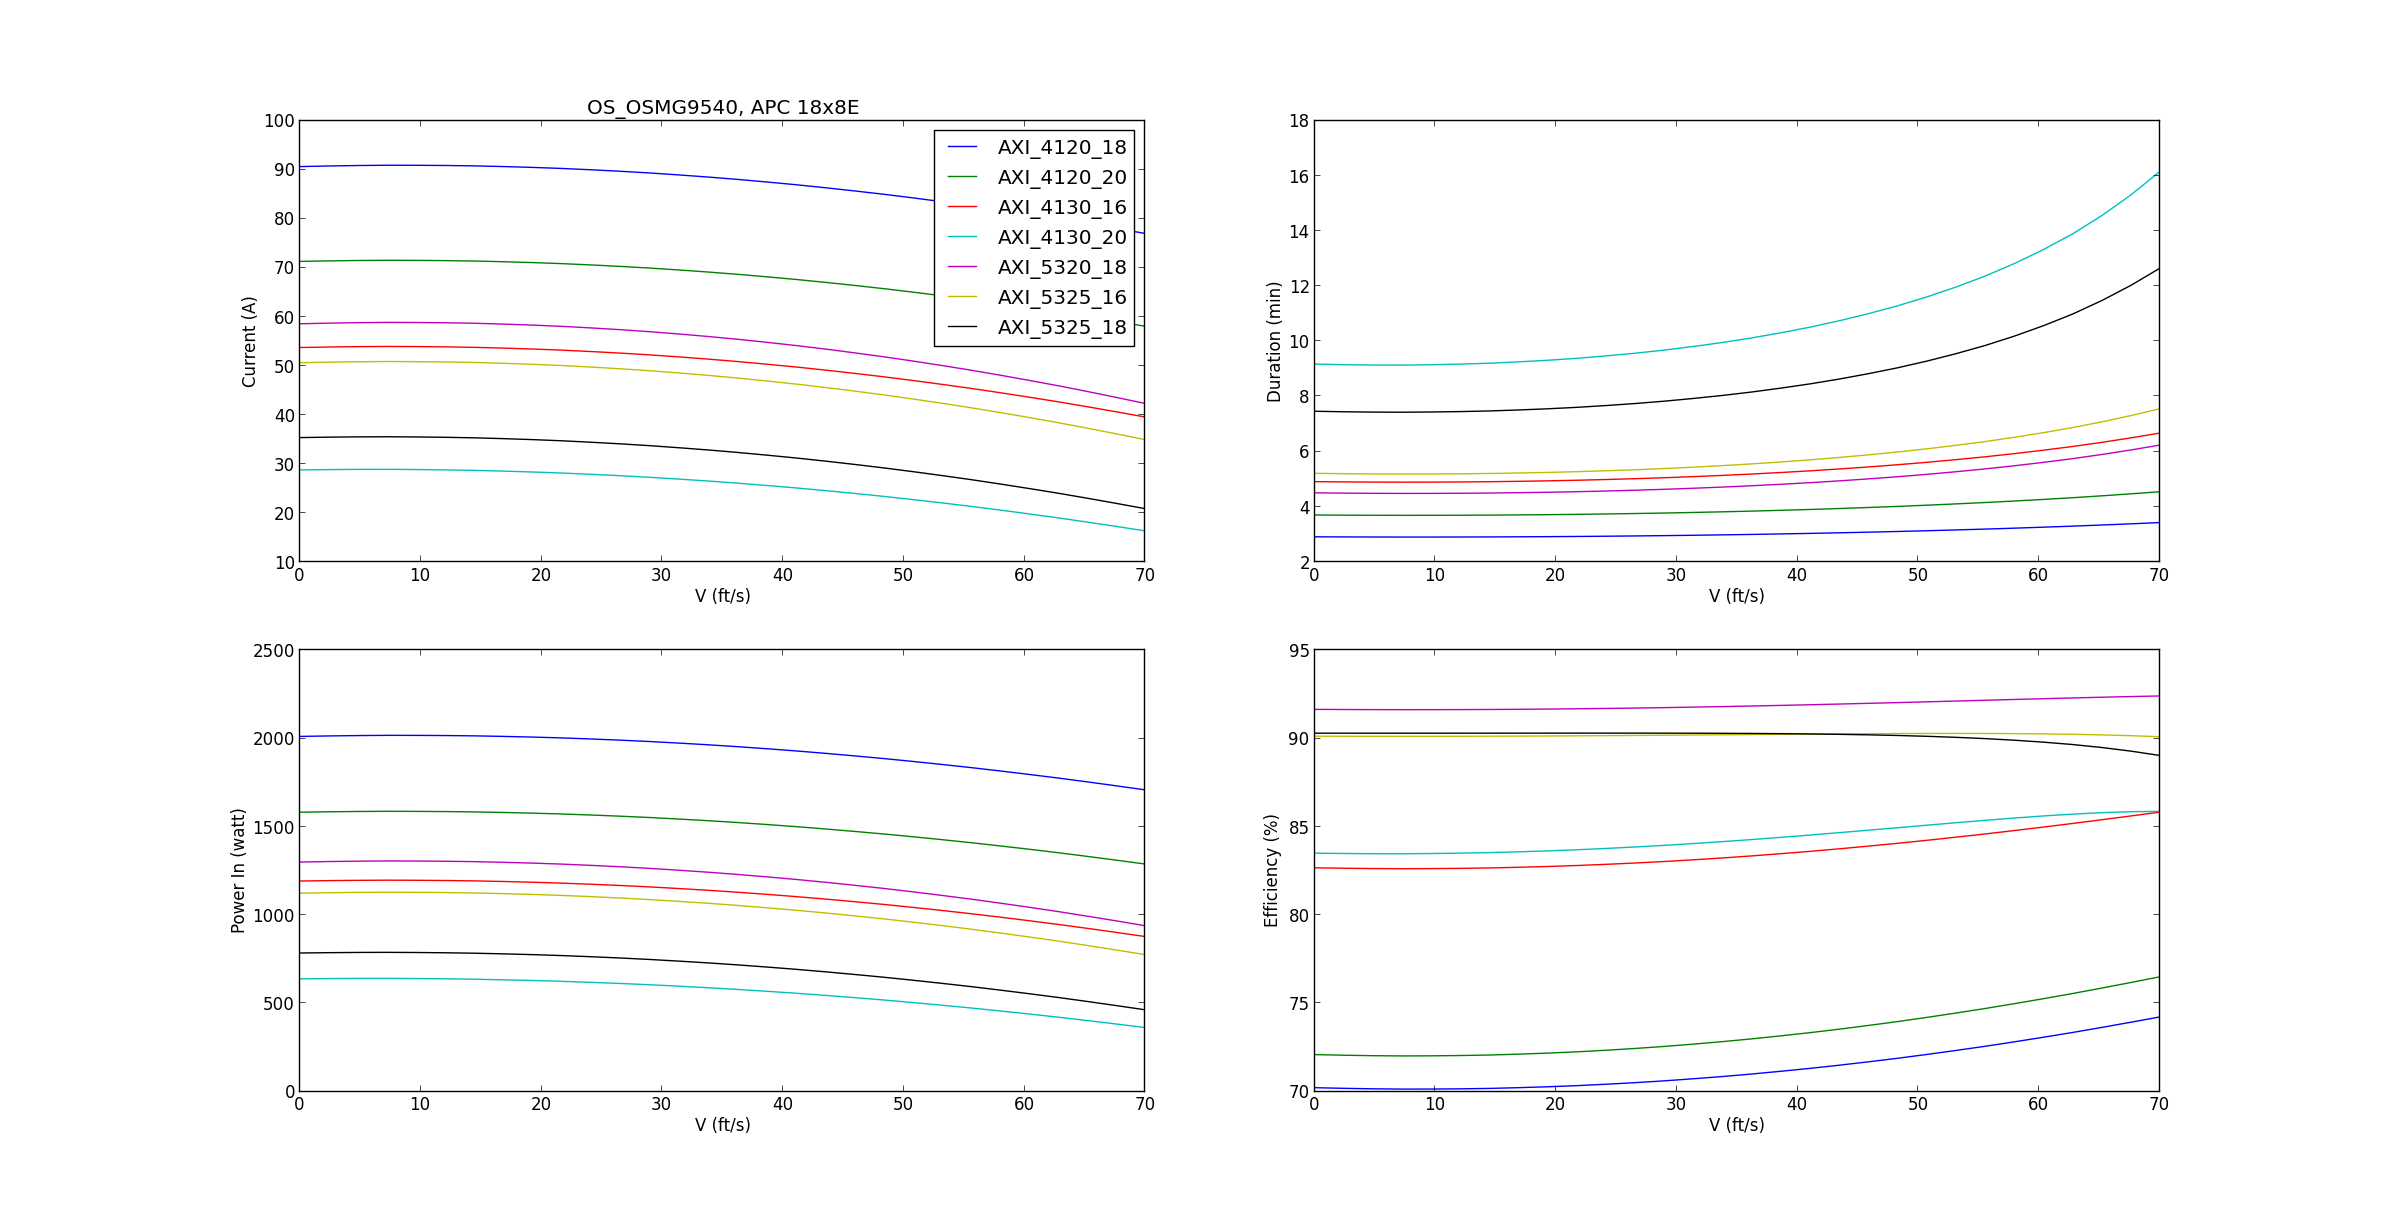 OS_OSMG9540, APC 18x8E
100
90
80
70
60
50
40
30
20
10
Current (A)
0 10 20 30 40 50 60 70
V (ft/s)
AXI_4120_18
AXI_4120_20
AXI_4130_16
AXI_4130_20
AXI_5320_18
AXI_5325_16
AXI_5325_18
18
16
14
12
10
8
6
4
2
Duration (min)
0 10 20 30 40 50 60 70
V (ft/s)
2500
2000
1500
1000
500
0
Power In (watt)
0 10 20 30 40 50 60 70
V (ft/s)
95
90
85
80
75
70
Efficiency (%)
0 10 20 30 40 50 60 70
V (ft/s)